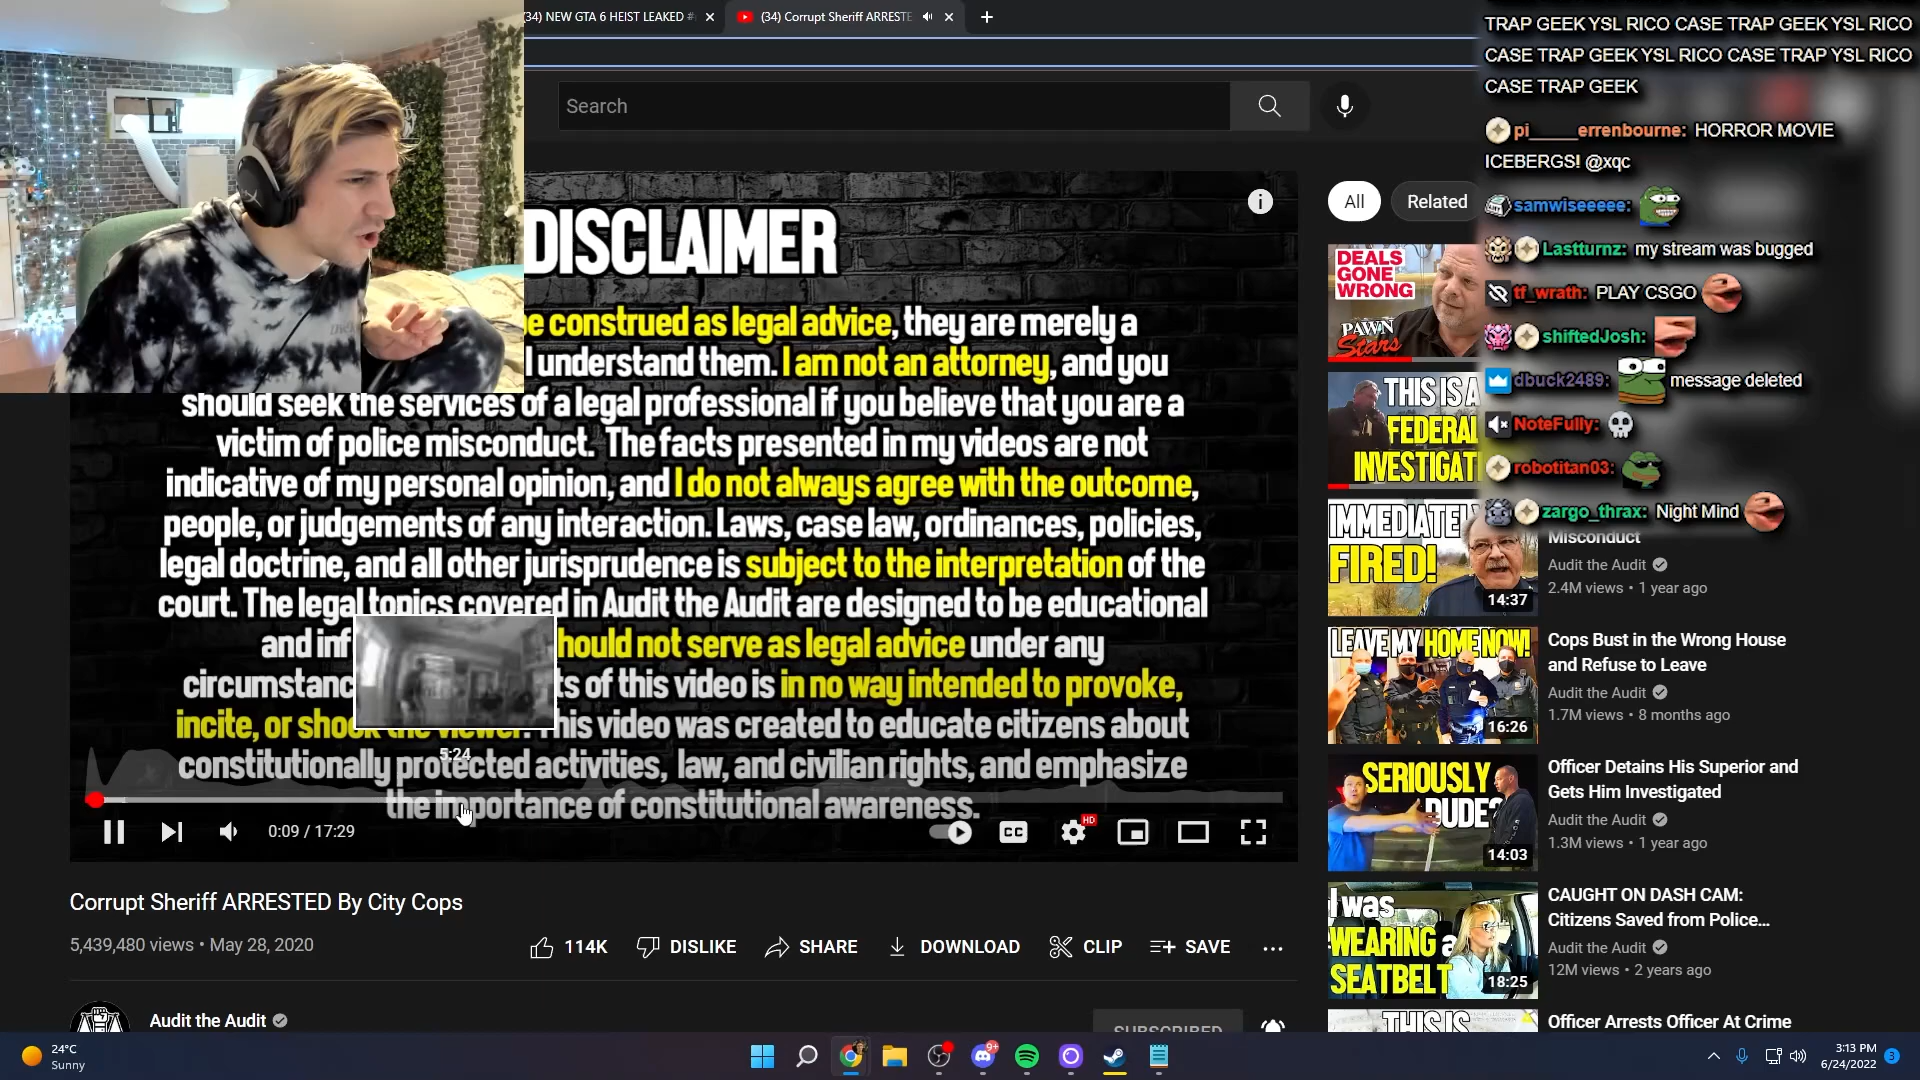 34) NEW GTA 6 HEIST LEAKED #
(34) Corrupt Sheriff ARRESTE
Search
DISCLAIMER
e construed as legal advice, they are merely a
I understand them. I am not an attorney, and you
should seek the services of a legal professional if you believe that you are a
victim of police misconduct. The facts presented in my videos are not
indicative of my personal opinion, and I do not always agree with the outcome,
people, or judgements of any interaction. Laws, case law, ordinances, policies,
legal doctrine, and all other jurisprudence is subject to the interpretation of the
court. The legal topics covered in Audit the Audit are designed to be educational
and inf hould not serve as legal advice under any
circumstanc ts of this video is in no way intended to provoke,
incite, or shock the viewer. This video was created to educate citizens about
5:24
constitutionally protected activities, law, and civilian rights, and emphasize
the importance of constitutional awareness.
0:09 / 17:29
CC
HD
Corrupt Sheriff ARRESTED By City Cops
5,439,480 views • May 28, 2020
114K DISLIKE SHARE DOWNLOAD CLIP SAVE
Audit the Audit
SUBSCRIBED
All Related
DEALS
GONE
WRONG
PAWN
Stars
THIS IS A
FEDERAL
INVESTIGATI
IMMEDIATELY
FIRED!
14:37
Misconduct
Audit the Audit
2.4M views • 1 year ago
LEAVE MY HOME NOW!
16:26
Cops Bust in the Wrong House
and Refuse to Leave
Audit the Audit
1.7M views • 8 months ago
SERIOUSLY
DUDE?
14:03
Officer Detains His Superior and
Gets Him Investigated
Audit the Audit
1.3M views • 1 year ago
I was
WEARING a
SEATBELT
18:25
CAUGHT ON DASH CAM:
Citizens Saved from Police...
Audit the Audit
12M views • 2 years ago
THIS IS
Officer Arrests Officer At Crime
TRAP GEEK YSL RICO CASE TRAP GEEK YSL RICO
CASE TRAP GEEK YSL RICO CASE TRAP YSL RICO
CASE TRAP GEEK
pi_____errenbourne: HORROR MOVIE
ICEBERGS! @xqc
samwiseeeee:
Lastturnz: my stream was bugged
tf_wrath: PLAY CSGO
shiftedJosh:
dbuck2489: message deleted
NoteFully:
robotitan03:
zargo_thrax: Night Mind
24°C
Sunny
9+
3:13 PM
6/24/2022
3